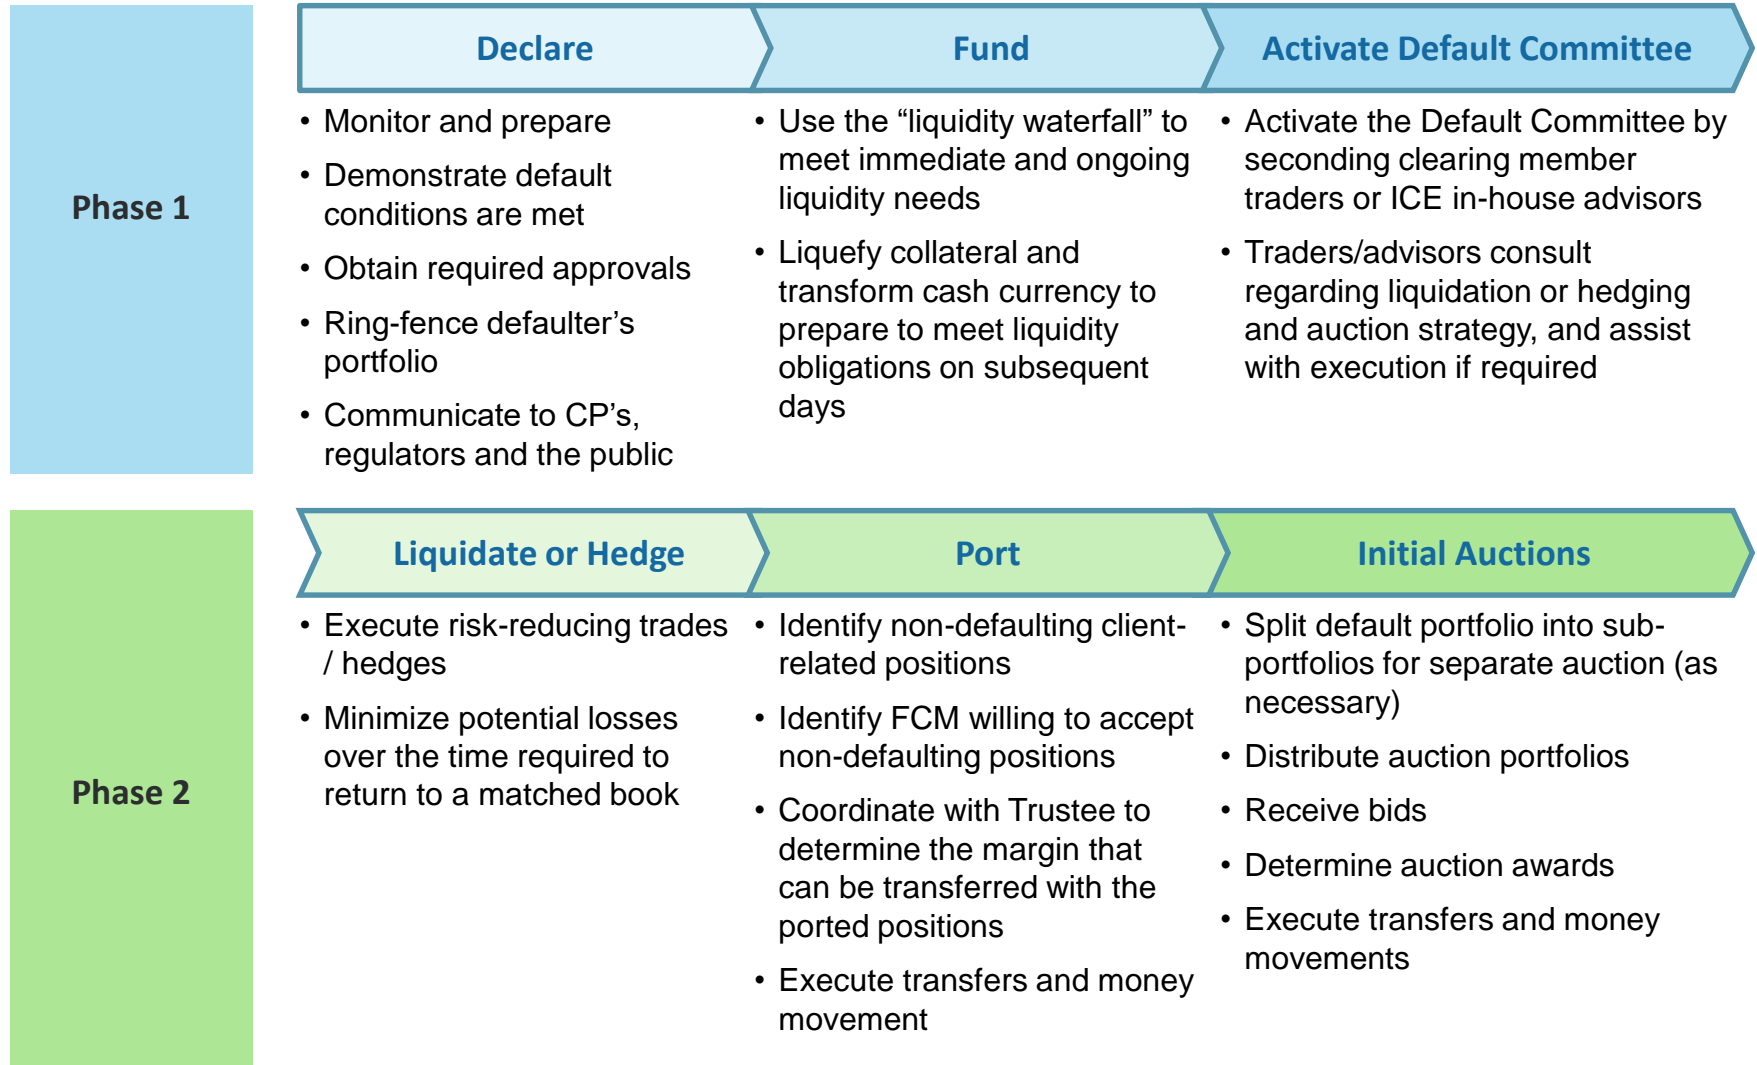 Phase 1
Declare
• Monitor and prepare
• Demonstrate default
conditions are met
• Obtain required approvals
• Ring-fence defaulter’s
portfolio
• Communicate to CP’s,
regulators and the public
Fund
• Use the “liquidity waterfall” to
meet immediate and ongoing
liquidity needs
• Liquefy collateral and
transform cash currency to
prepare to meet liquidity
obligations on subsequent
days
Activate Default Committee
• Activate the Default Committee by
seconding clearing member
traders or ICE in-house advisors
• Traders/advisors consult
regarding liquidation or hedging
and auction strategy, and assist
with execution if required
Phase 2
Liquidate or Hedge
• Execute risk-reducing trades
/ hedges
• Minimize potential losses
over the time required to
return to a matched book
Port
• Identify non-defaulting client-
related positions
• Identify FCM willing to accept
non-defaulting positions
• Coordinate with Trustee to
determine the margin that
can be transferred with the
ported positions
• Execute transfers and money
movement
Initial Auctions
• Split default portfolio into sub-
portfolios for separate auction (as
necessary)
• Distribute auction portfolios
• Receive bids
• Determine auction awards
• Execute transfers and money
movements